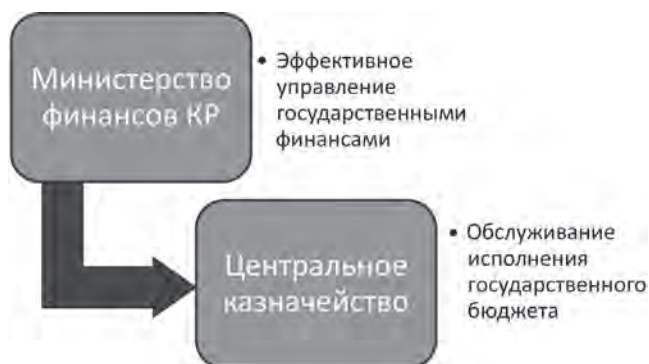 Министерство
финансов КР
• Эффективное
управление
государственными
финансами
Центральное
казначейство
• Обслуживание
исполнения
государственного
бюджета